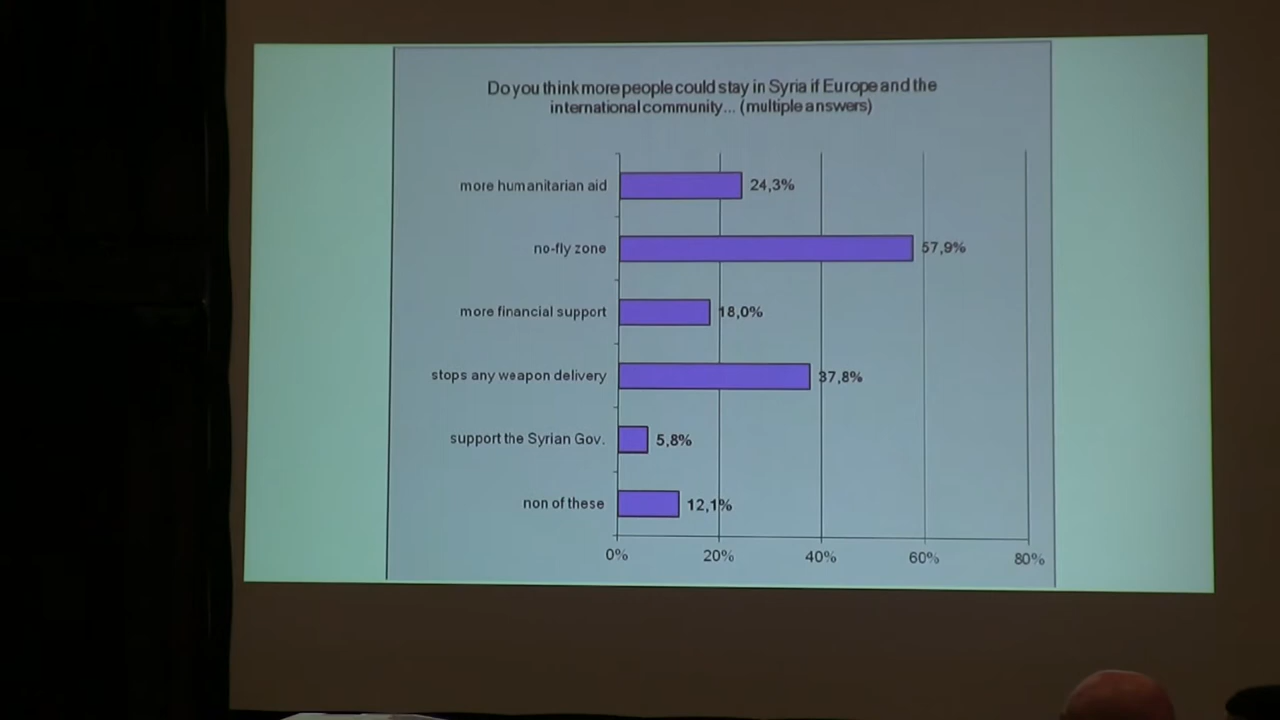 Do you think more people could stay in Syria if Europe and the
international community... (multiple answers)
more humanitarian aid 24,3%
no-fly zone 57,9%
more financial support 18,0%
stops any weapon delivery 37,8%
support the Syrian Gov. 5,8%
non of these 12,1%
0% 20% 40% 60% 80%